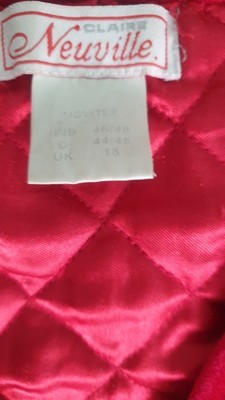 CLAIRE
Neuville.
NOVITEX
F/B 46/48
D 44/46
UK 18